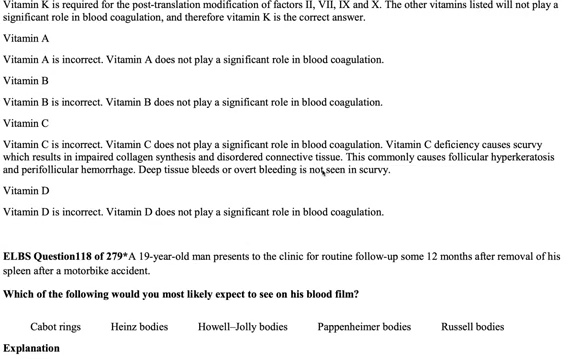 Vitamin K is required for the post-translation modification of factors II, VII, IX and X. The other vitamins listed will not play a
significant role in blood coagulation, and therefore vitamin K is the correct answer.
Vitamin A
Vitamin A is incorrect. Vitamin A does not play a significant role in blood coagulation.
Vitamin B
Vitamin B is incorrect. Vitamin B does not play a significant role in blood coagulation.
Vitamin C
Vitamin C is incorrect. Vitamin C does not play a significant role in blood coagulation. Vitamin C deficiency causes scurvy
which results in impaired collagen synthesis and disordered connective tissue. This commonly causes follicular hyperkeratosis
and perifollicular hemorrhage. Deep tissue bleeds or overt bleeding is not seen in scurvy.
Vitamin D
Vitamin D is incorrect. Vitamin D does not play a significant role in blood coagulation.
ELBS Question118 of 279*A 19-year-old man presents to the clinic for routine follow-up some 12 months after removal of his
spleen after a motorbike accident.
Which of the following would you most likely expect to see on his blood film?
Cabot rings Heinz bodies Howell–Jolly bodies Pappenheimer bodies Russell bodies
Explanation